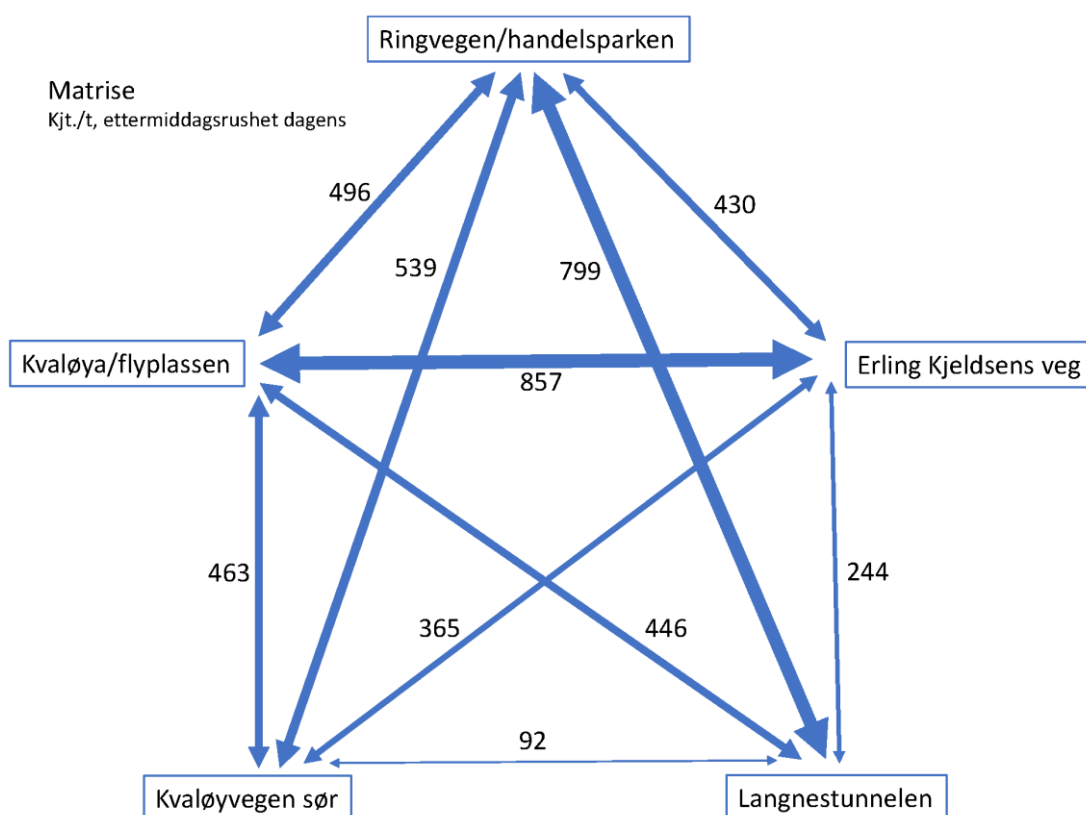 Ringvegen/handelsparken
Matrise
Kjt./t, ettermiddagsrushet dagens
496
430
539
799
Kvaløya/flyplassen
Erling Kjeldsens veg
857
463
244
365
446
92
Kvaløyvegen sør
Langnestunnelen